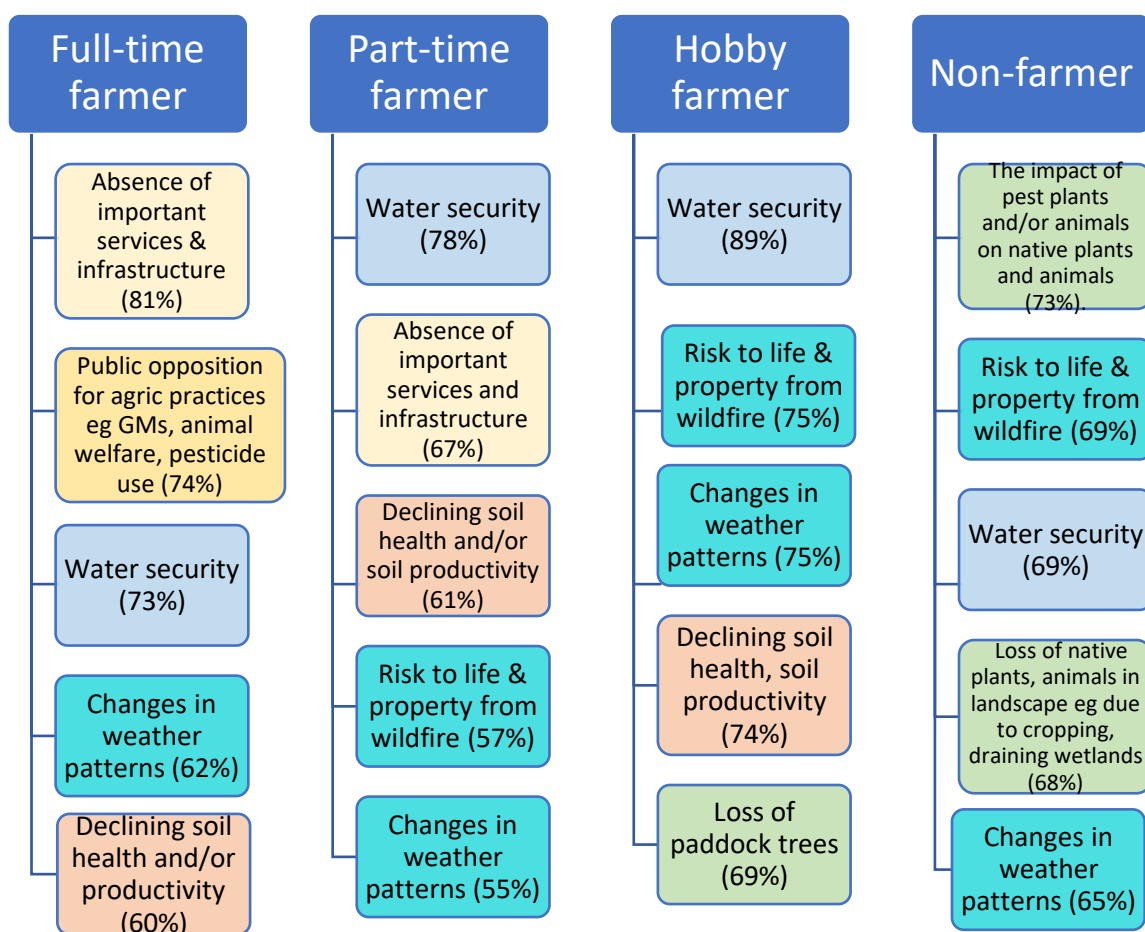 Full-time
farmer
Absence of
important
services &
infrastructure
(81%)
Public opposition
for agric practices
eg GMs, animal
welfare, pesticide
use (74%)
Water security
(73%)
Changes in
weather
patterns (62%)
Declining soil
health and/or
productivity
(60%)
Part-time
farmer
Water security
(78%)
Absence of
important
services and
infrastructure
(67%)
Declining soil
health and/or
soil productivity
(61%)
Risk to life &
property from
wildfire (57%)
Changes in
weather
patterns (55%)
Hobby
farmer
Water security
(89%)
Risk to life &
property from
wildfire (75%)
Changes in
weather
patterns (75%)
Declining soil
health, soil
productivity
(74%)
Loss of
paddock trees
(69%)
Non-farmer
The impact of
pest plants
and/or animals
on native plants
and animals
(73%).
Risk to life &
property from
wildfire (69%)
Water security
(69%)
Loss of native
plants, animals in
landscape eg due
to cropping,
draining wetlands
(68%)
Changes in
weather
patterns (65%)